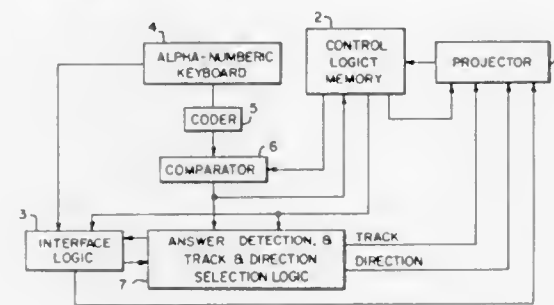 4
ALPHA-NUMBERIC
KEYBOARD
2
CONTROL
LOGICT
MEMORY
PROJECTOR
CODER
5
6
COMPARATOR
3
INTERFACE
LOGIC
ANSWER DETECTION, &
TRACK & DIRECTION
SELECTION LOGIC
7
TRACK
DIRECTION